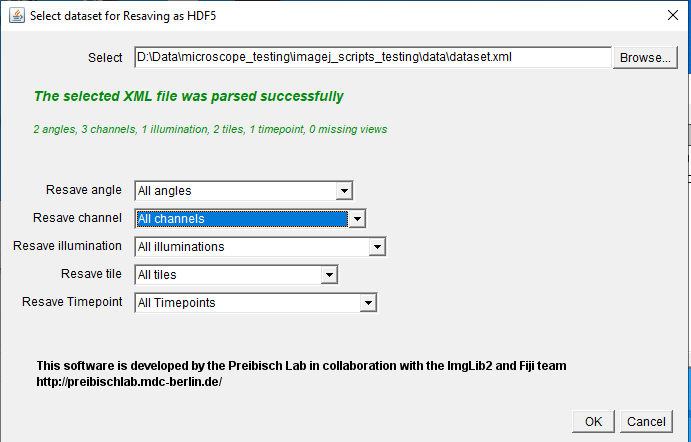 Select dataset for Resaving as HDF5
Select D:\Data\microscope_testing\imagej_scripts_testing\data\dataset.xml Browse...
The selected XML file was parsed successfully
2 angles, 3 channels, 1 illumination, 2 tiles, 1 timepoint, 0 missing views
Resave angle All angles
Resave channel All channels
Resave illumination All illuminations
Resave tile All tiles
Resave Timepoint All Timepoints
This software is developed by the Preibisch Lab in collaboration with the ImgLib2 and Fiji team
http://preibischlab.mdc-berlin.de/
OK Cancel